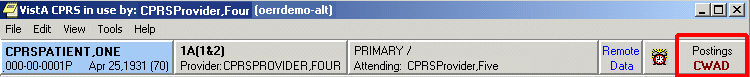 VistA CPRS in use by: CPRSProvider,Four (oerrdemo-alt)
File Edit View Tools Help
CPRSPATIENT,ONE
000-00-0001P Apr 25,1931 (70)
1A(1&2)
Provider:CPRSPROVIDER,FOUR
PRIMARY /
Attending: CPRSProvider,Five
Remote
Data
Postings
CWAD